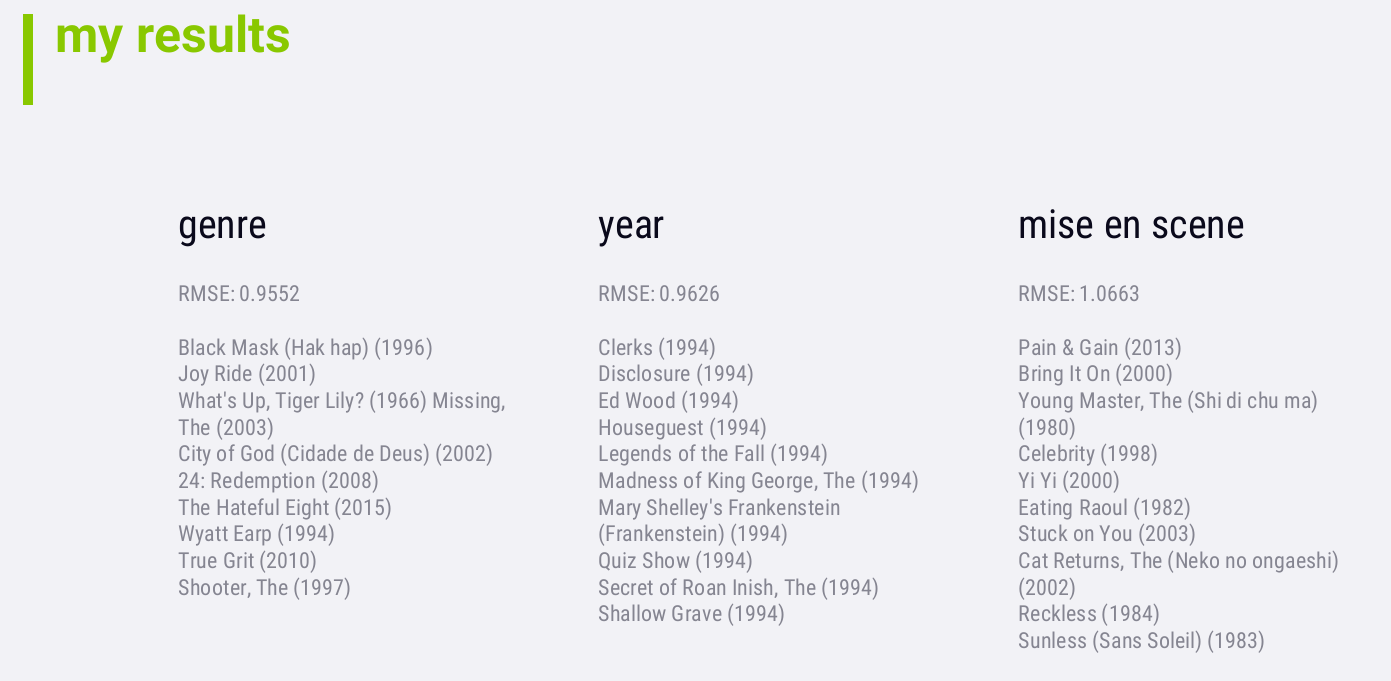 my results
genre
RMSE: 0.9552
Black Mask (Hak hap) (1996)
Joy Ride (2001)
What's Up, Tiger Lily? (1966) Missing,
The (2003)
City of God (Cidade de Deus) (2002)
24: Redemption (2008)
The Hateful Eight (2015)
Wyatt Earp (1994)
True Grit (2010)
Shooter, The (1997)
year
RMSE: 0.9626
Clerks (1994)
Disclosure (1994)
Ed Wood (1994)
Houseguest (1994)
Legends of the Fall (1994)
Madness of King George, The (1994)
Mary Shelley's Frankenstein
(Frankenstein) (1994)
Quiz Show (1994)
Secret of Roan Inish, The (1994)
Shallow Grave (1994)
mise en scene
RMSE: 1.0663
Pain & Gain (2013)
Bring It On (2000)
Young Master, The (Shi di chu ma)
(1980)
Celebrity (1998)
Yi Yi (2000)
Eating Raoul (1982)
Stuck on You (2003)
Cat Returns, The (Neko no ongaeshi)
(2002)
Reckless (1984)
Sunless (Sans Soleil) (1983)